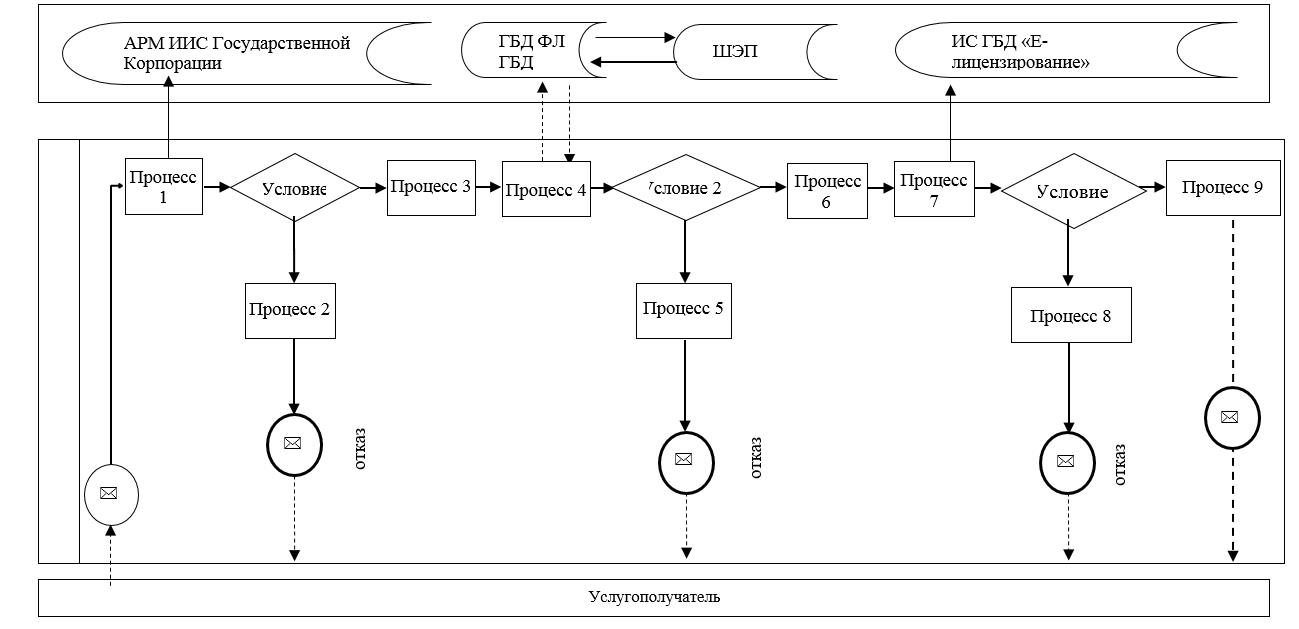 АРМ ИИС Государственной
Корпорации
ГБД ФЛ
ГБД
ШЭП
ИС ГБД «Е-
лицензирование»
Процесс
1
Условие
Процесс 3
Процесс 4
Условие 2
Процесс
6
Процесс
7
Условие
Процесс 9
Процесс 2
Процесс 5
Процесс 8
отказ
отказ
отказ
Услугополучатель